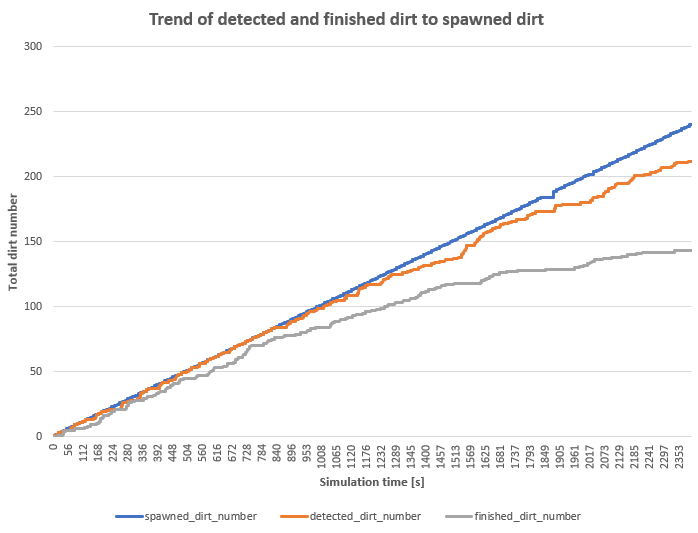 Trend of detected and finished dirt to spawned dirt
300
250
200
150
100
50
0
Total dirt number
0 56 112 168 224 280 336 392 448 504 560 616 672 728 784 840 896 952 1008 1065 1120 1176 1232 1289 1345 1400 1457 1513 1569 1625 1681 1737 1793 1849 1905 1961 2017 2073 2129 2185 2241 2297 2353
Simulation time [s]
spawned_dirt_number detected_dirt_number finished_dirt_number